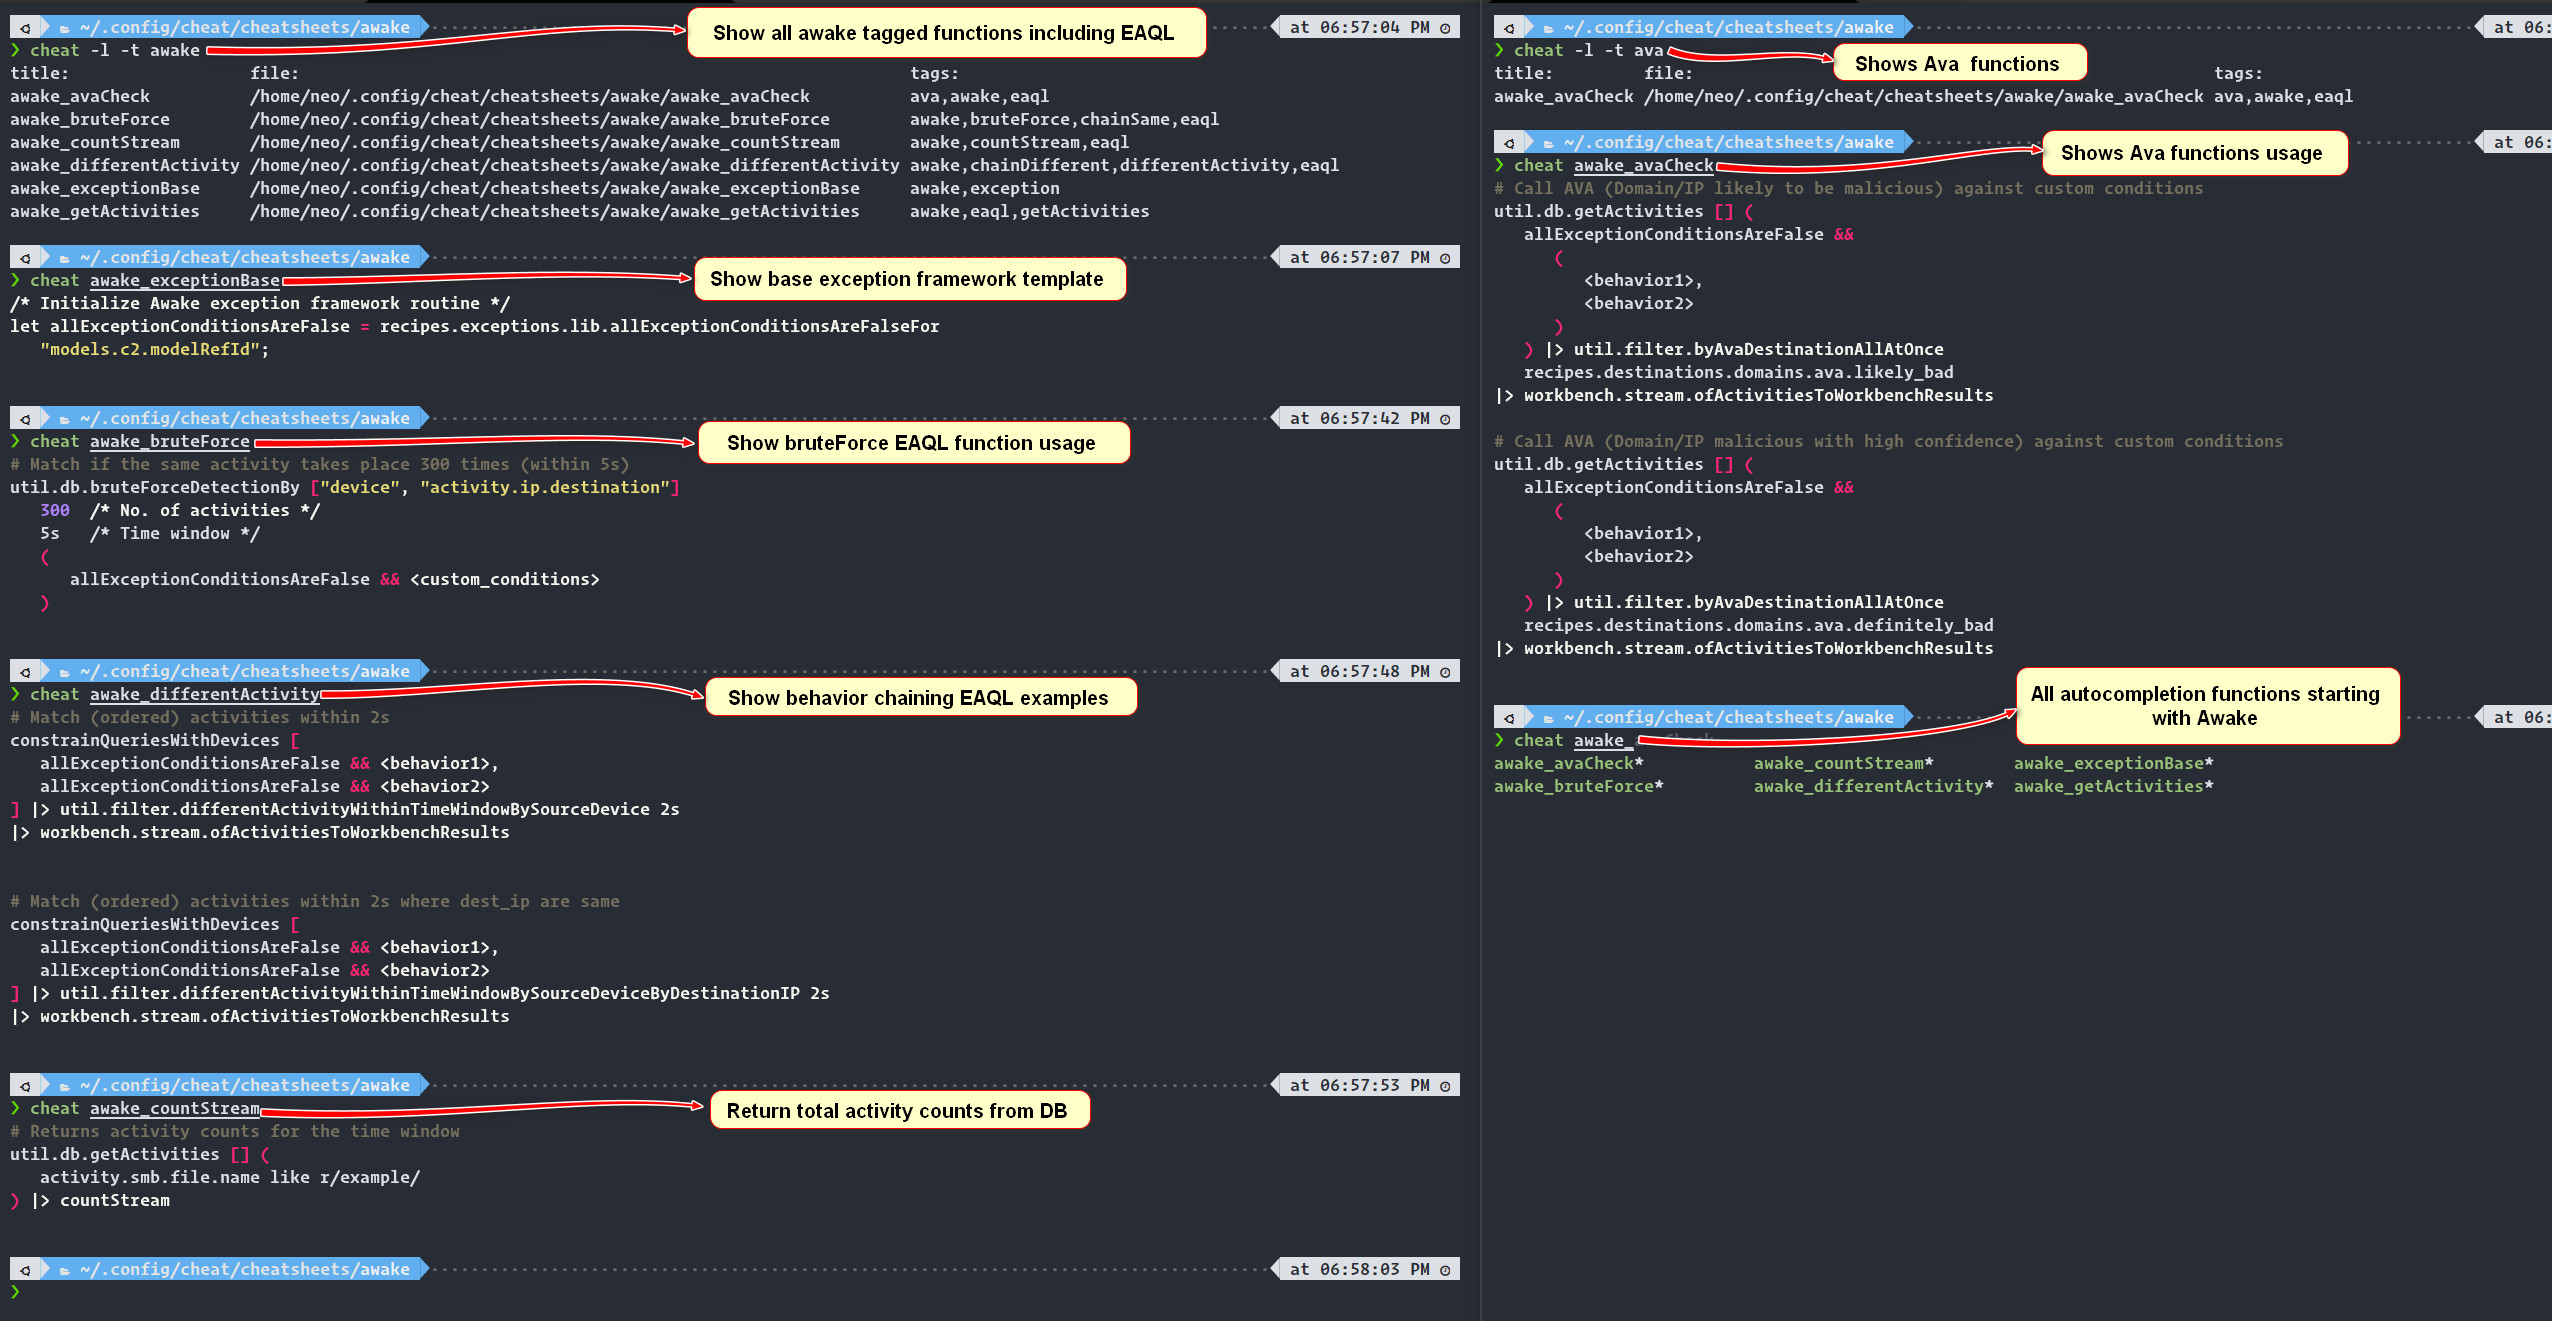 ~/.config/cheat/cheatsheets/awake at 06:57:04 PM
❯ cheat -l -t awake
Show all awake tagged functions including EAQL
title: file: tags:
awake_avaCheck /home/neo/.config/cheat/cheatsheets/awake/awake_avaCheck ava,awake,eaql
awake_bruteForce /home/neo/.config/cheat/cheatsheets/awake/awake_bruteForce awake,bruteForce,chainSame,eaql
awake_countStream /home/neo/.config/cheat/cheatsheets/awake/awake_countStream awake,countStream,eaql
awake_differentActivity /home/neo/.config/cheat/cheatsheets/awake/awake_differentActivity awake,chainDifferent,differentActivity,eaql
awake_exceptionBase /home/neo/.config/cheat/cheatsheets/awake/awake_exceptionBase awake,exception
awake_getActivities /home/neo/.config/cheat/cheatsheets/awake/awake_getActivities awake,eaql,getActivities
~/.config/cheat/cheatsheets/awake at 06:57:07 PM
❯ cheat awake_exceptionBase
Show base exception framework template
/* Initialize Awake exception framework routine */
let allExceptionConditionsAreFalse = recipes.exceptions.lib.allExceptionConditionsAreFalseFor
"models.c2.modelRefId";
~/.config/cheat/cheatsheets/awake at 06:57:42 PM
❯ cheat awake_bruteForce
Show bruteForce EAQL function usage
# Match if the same activity takes place 300 times (within 5s)
util.db.bruteForceDetectionBy ["device", "activity.ip.destination"]
300 /* No. of activities */
5s /* Time window */
(
allExceptionConditionsAreFalse && <custom_conditions>
)
~/.config/cheat/cheatsheets/awake at 06:57:48 PM
❯ cheat awake_differentActivity
Show behavior chaining EAQL examples
# Match (ordered) activities within 2s
constrainQueriesWithDevices [
allExceptionConditionsAreFalse && <behavior1>,
allExceptionConditionsAreFalse && <behavior2>
] |> util.filter.differentActivityWithinTimeWindowBySourceDevice 2s
|> workbench.stream.ofActivitiesToWorkbenchResults
# Match (ordered) activities within 2s where dest_ip are same
constrainQueriesWithDevices [
allExceptionConditionsAreFalse && <behavior1>,
allExceptionConditionsAreFalse && <behavior2>
] |> util.filter.differentActivityWithinTimeWindowBySourceDeviceByDestinationIP 2s
|> workbench.stream.ofActivitiesToWorkbenchResults
~/.config/cheat/cheatsheets/awake at 06:57:53 PM
❯ cheat awake_countStream
Return total activity counts from DB
# Returns activity counts for the time window
util.db.getActivities [] (
activity.smb.file.name like r/example/
) |> countStream
~/.config/cheat/cheatsheets/awake at 06:58:03 PM
❯
~/.config/cheat/cheatsheets/awake at 06:
❯ cheat -l -t ava
Shows Ava  functions
title: file: tags:
awake_avaCheck /home/neo/.config/cheat/cheatsheets/awake/awake_avaCheck ava,awake,eaql
~/.config/cheat/cheatsheets/awake at 06:
❯ cheat awake_avaCheck
Shows Ava functions usage
# Call AVA (Domain/IP likely to be malicious) against custom conditions
util.db.getActivities [] (
allExceptionConditionsAreFalse &&
(
<behavior1>,
<behavior2>
)
) |> util.filter.byAvaDestinationAllAtOnce
recipes.destinations.domains.ava.likely_bad
|> workbench.stream.ofActivitiesToWorkbenchResults
# Call AVA (Domain/IP malicious with high confidence) against custom conditions
util.db.getActivities [] (
allExceptionConditionsAreFalse &&
(
<behavior1>,
<behavior2>
)
) |> util.filter.byAvaDestinationAllAtOnce
recipes.destinations.domains.ava.definitely_bad
|> workbench.stream.ofActivitiesToWorkbenchResults
~/.config/cheat/cheatsheets/awake at 06:
❯ cheat awake_
All autocompletion functions starting
with Awake
awake_avaCheck* awake_countStream* awake_exceptionBase*
awake_bruteForce* awake_differentActivity* awake_getActivities*